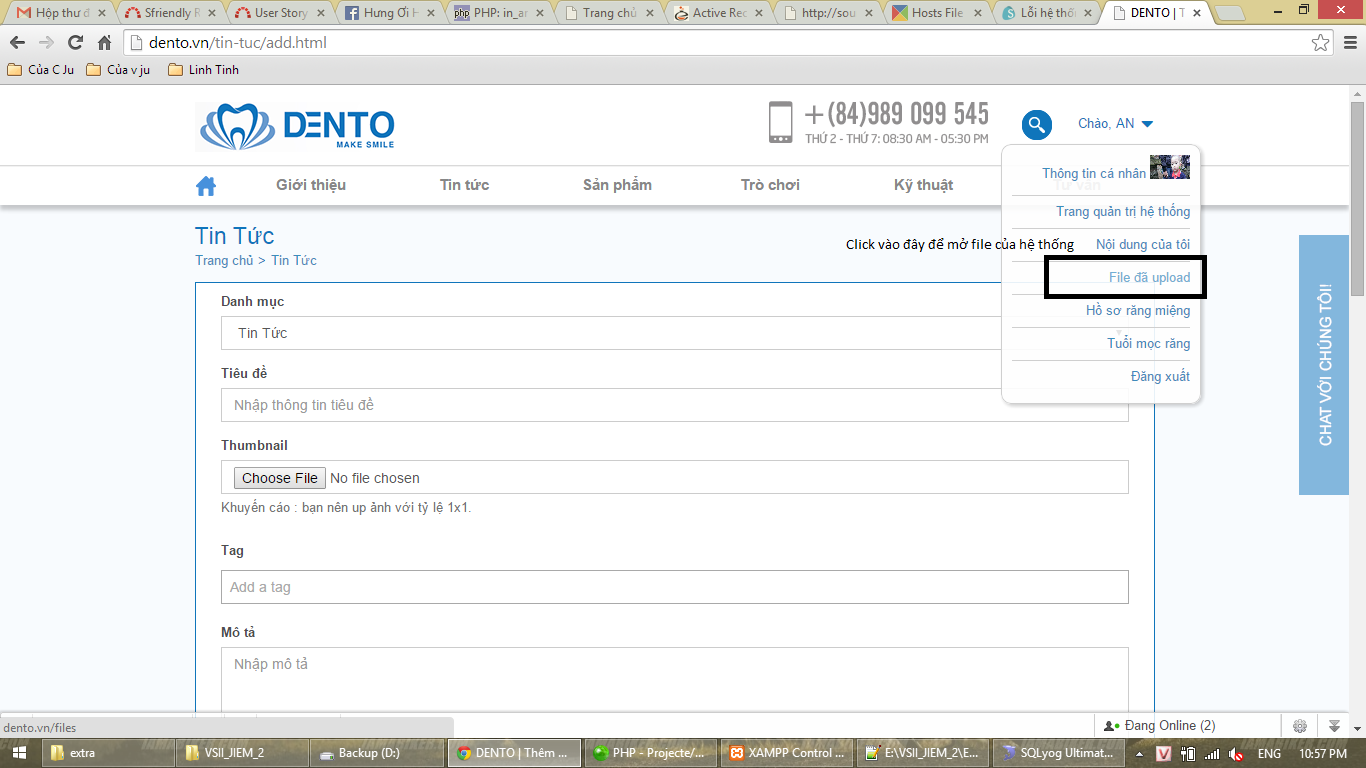 Hộp thư đ
Sfriendly R
User Story
Hưng Ơi H
PHP: in_ar
Trang chủ
Active Rec
http://sou
Hosts File
Lỗi hệ thốn
DENTO | T
dento.vn/tin-tuc/add.html
Của C Ju
Của v ju
Linh Tinh
DENTO
MAKE SMILE
+(84)989 099 545
THỨ 2 - THỨ 7: 08:30 AM - 05:30 PM
Chào, AN
Giới thiệu
Tin tức
Sản phẩm
Trò chơi
Kỹ thuật
Tư vấn
Thông tin cá nhân
Trang quản trị hệ thống
Nội dung của tôi
File đã upload
Hồ sơ răng miệng
Tuổi mọc răng
Đăng xuất
Click vào đây để mở file của hệ thống
Tin Tức
Trang chủ > Tin Tức
Danh mục
Tin Tức
Tiêu đề
Nhập thông tin tiêu đề
Thumbnail
Choose File No file chosen
Khuyến cáo : bạn nên up ảnh với tỷ lệ 1x1.
Tag
Add a tag
Mô tả
Nhập mô tả
CHAT VỚI CHÚNG TÔI!
dento.vn/files
Đang Online (2)
extra
VSII_JIEM_2
Backup (D:)
DENTO | Thêm ...
PHP - Projecte/...
XAMPP Control ...
E:\VSII_JIEM_2\E...
SQLyog Ultimat...
ENG
10:57 PM